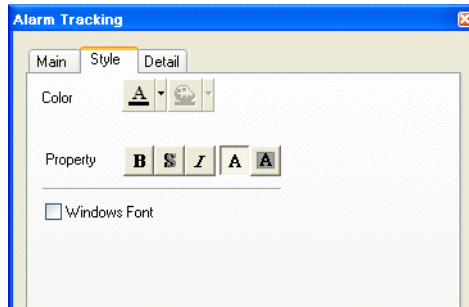 Alarm Tracking
Main Style Detail
Color A
Property B S I A A
Windows Font